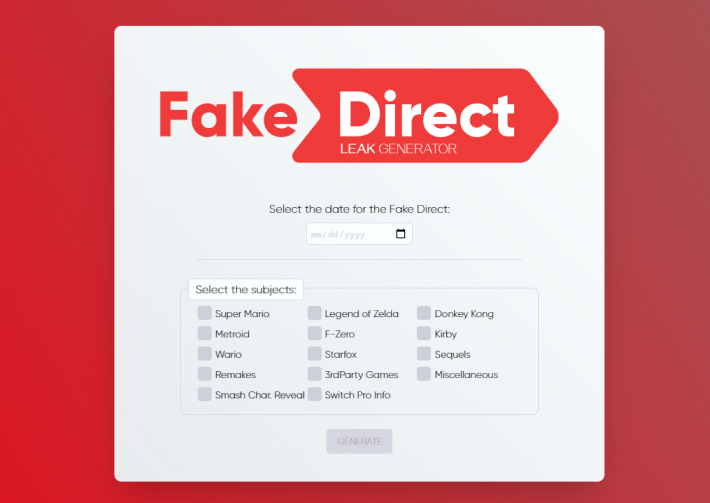 Fake Direct
LEAK GENERATOR
Select the date for the Fake Direct:
mm/dd/yyyy
Select the subjects:
Super Mario Legend of Zelda Donkey Kong
Metroid F-Zero Kirby
Wario Starfox Sequels
Remakes 3rdParty Games Miscellaneous
Smash Char. Reveal Switch Pro Info
GENERATE